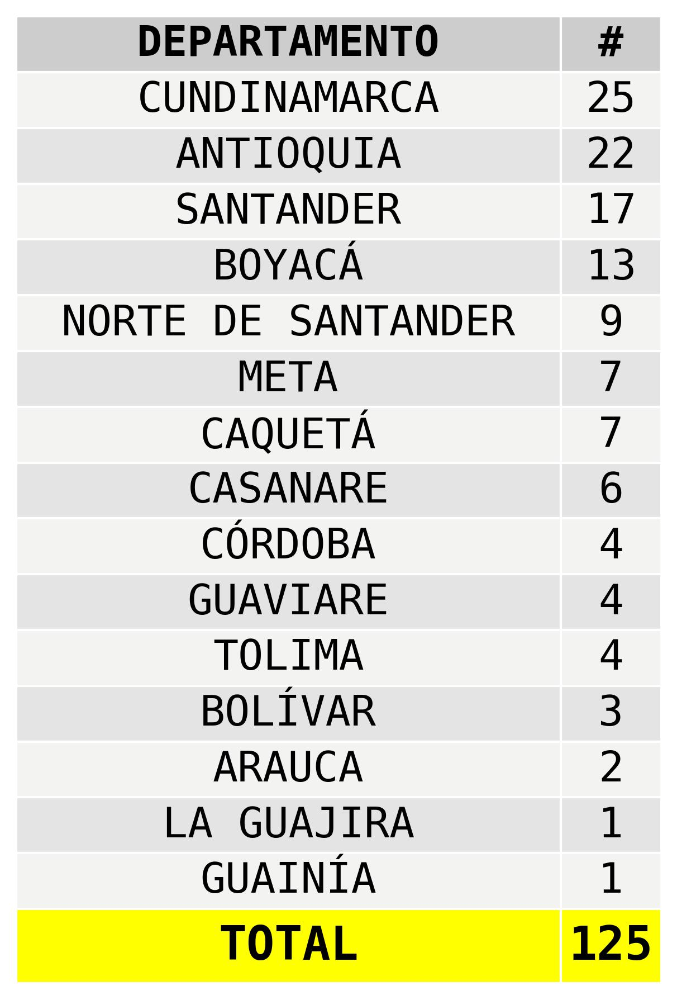 DEPARTAMENTO #
CUNDINAMARCA 25
ANTIOQUIA 22
SANTANDER 17
BOYACÁ 13
NORTE DE SANTANDER 9
META 7
CAQUETÁ 7
CASANARE 6
CÓRDOBA 4
GUAVIARE 4
TOLIMA 4
BOLÍVAR 3
ARAUCA 2
LA GUAJIRA 1
GUAINÍA 1
TOTAL 125